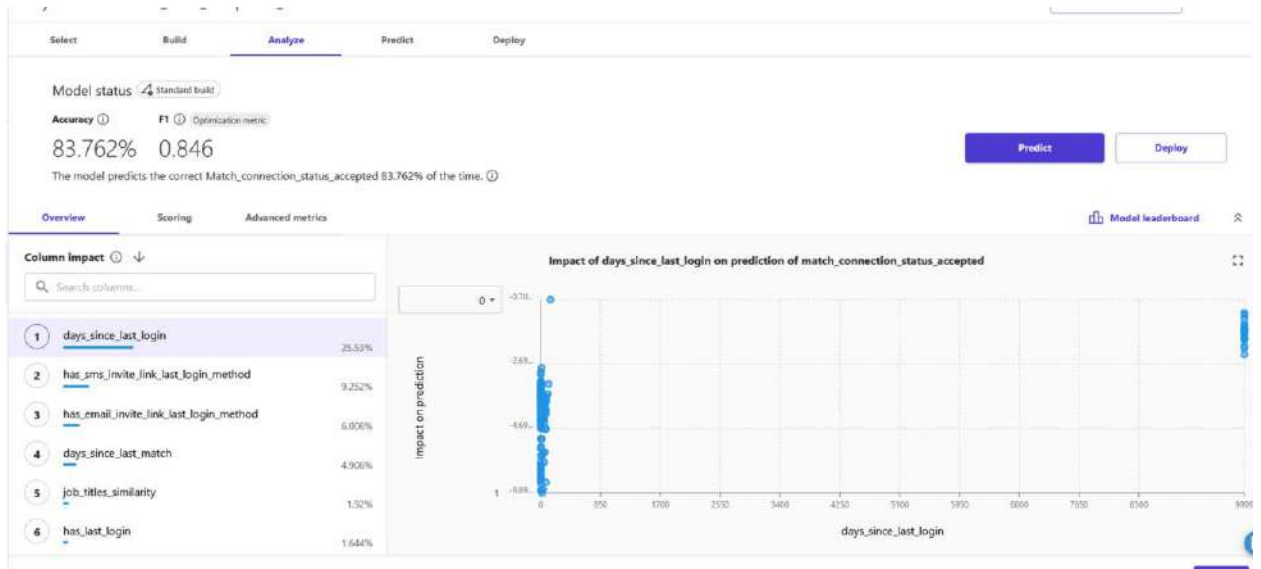 Select Build Analyze Predict Deploy
Model status Standard build
Accuracy F1 Optimization metric
83.762% 0.846
Predict Deploy
The model predicts the correct Match_connection_status_accepted 83.762% of the time.
Overview Scoring Advanced metrics
Model leaderboard
Column impact
Search columns...
1 days_since_last_login
25.53%
2 has_sms_invite_link_last_login_method
9.252%
3 has_email_invite_link_last_login_method
6.006%
4 days_since_last_match
4.906%
5 job_titles_similarity
1.92%
6 has_last_login
1.644%
Impact of days_since_last_login on prediction of match_connection_status_accepted
0
Impact on prediction
1
0 850 1700 2550 3400 4250 5100 5950 6800 7650 8500 9999
days_since_last_login